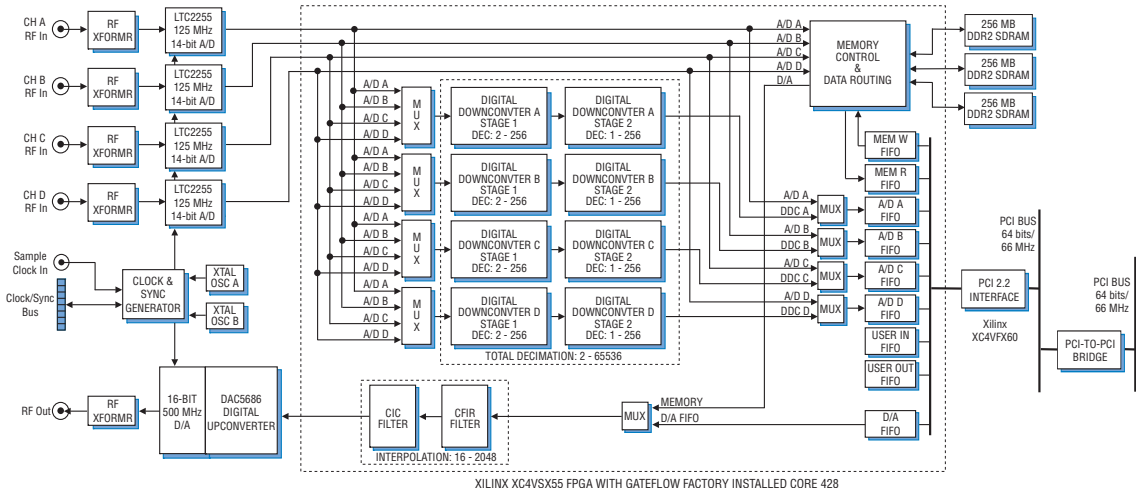 CH A
RF In
RF
XFORMR
LTC2255
125 MHz
14-bit A/D
CH B
RF In
RF
XFORMR
LTC2255
125 MHz
14-bit A/D
CH C
RF In
RF
XFORMR
LTC2255
125 MHz
14-bit A/D
CH D
RF In
RF
XFORMR
LTC2255
125 MHz
14-bit A/D
Sample
Clock In
Clock/Sync
Bus
CLOCK &
SYNC
GENERATOR
XTAL
OSC A
XTAL
OSC B
RF Out
RF
XFORMR
16-BIT
500 MHz
D/A
DAC5686
DIGITAL
UPCONVERTER
A/D A
A/D B
A/D C
A/D D
M
U
X
DIGITAL
DOWNCONVTER A
STAGE 1
DEC: 2 - 256
DIGITAL
DOWNCONVTER A
STAGE 2
DEC: 1 - 256
A/D A
A/D B
A/D C
A/D D
M
U
X
DIGITAL
DOWNCONVTER B
STAGE 1
DEC: 2 - 256
DIGITAL
DOWNCONVTER B
STAGE 2
DEC: 1 - 256
A/D A
A/D B
A/D C
A/D D
M
U
X
DIGITAL
DOWNCONVTER C
STAGE 1
DEC: 2 - 256
DIGITAL
DOWNCONVTER C
STAGE 2
DEC: 1 - 256
A/D A
A/D B
A/D C
A/D D
M
U
X
DIGITAL
DOWNCONVTER D
STAGE 1
DEC: 2 - 256
DIGITAL
DOWNCONVTER D
STAGE 2
DEC: 1 - 256
TOTAL DECIMATION: 2 - 65536
CIC
FILTER
CFIR
FILTER
INTERPOLATION: 16 - 2048
MUX
MEMORY
D/A FIFO
A/D A
A/D B
A/D C
A/D D
D/A
MEMORY
CONTROL
&
DATA ROUTING
256 MB
DDR2 SDRAM
256 MB
DDR2 SDRAM
256 MB
DDR2 SDRAM
MEM W
FIFO
MEM R
FIFO
A/D A
DDC A
MUX
A/D A
FIFO
A/D B
DDC B
MUX
A/D B
FIFO
A/D C
DDC C
MUX
A/D C
FIFO
A/D D
DDC D
MUX
A/D D
FIFO
USER IN
FIFO
USER OUT
FIFO
D/A
FIFO
PCI 2.2
INTERFACE
Xilinx
XC4VFX60
PCI BUS
64 bits/
66 MHz
PCI-TO-PCI
BRIDGE
PCI BUS
64 bits/
66 MHz
XILINX XC4VSX55 FPGA WITH GATEFLOW FACTORY INSTALLED CORE 428